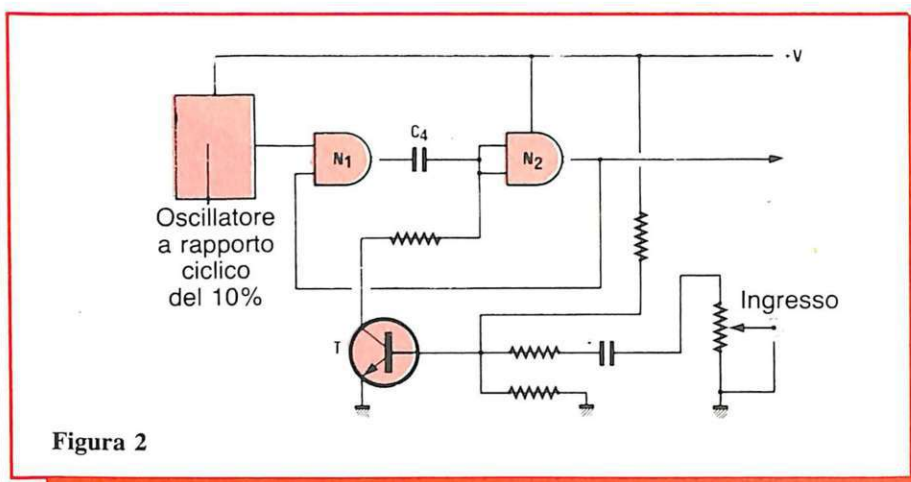 ·V
N1
C4
N2
Oscillatore
a rapporto
ciclico
del 10%
Ingresso
T
Figura 2